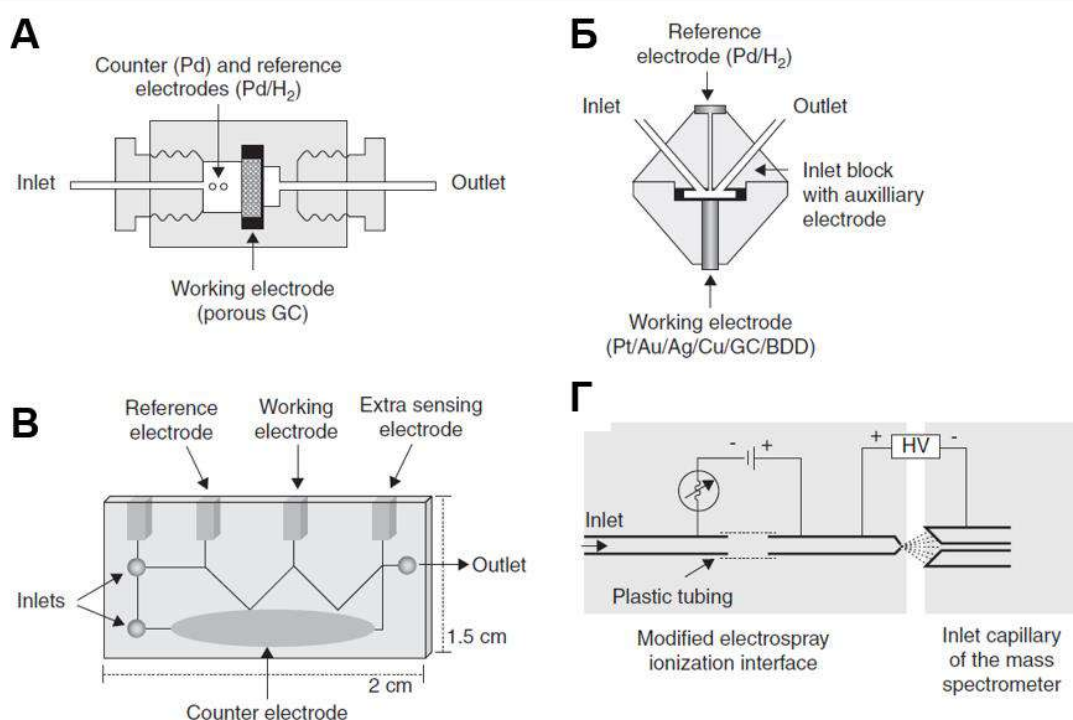 А
Counter (Pd) and reference
electrodes (Pd/H₂)
Inlet
Outlet
Working electrode
(porous GC)
Б
Reference
electrode (Pd/H₂)
Inlet
Outlet
Inlet block
with auxilliary
electrode
Working electrode
(Pt/Au/Ag/Cu/GC/BDD)
В
Reference
electrode
Working
electrode
Extra sensing
electrode
Inlets
Outlet
1.5 cm
2 cm
Counter electrode
Г
- +
+ HV -
Inlet
Plastic tubing
Modified electrospray
ionization interface
Inlet capillary
of the mass
spectrometer